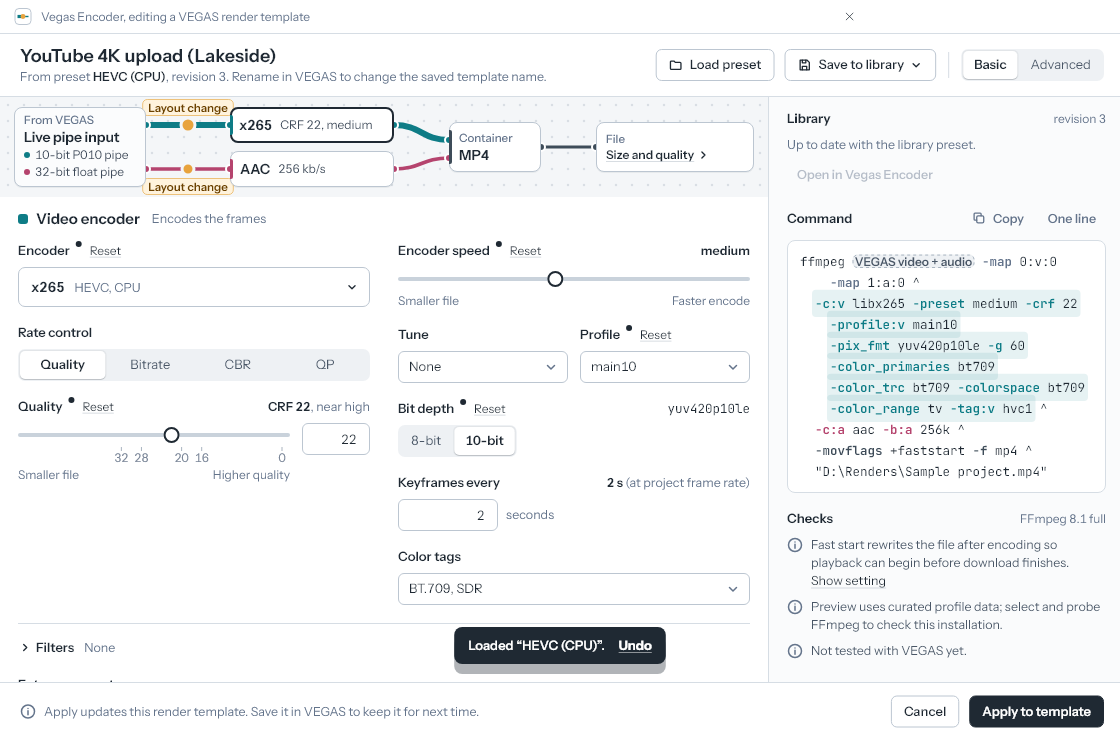 Vegas Encoder, editing a VEGAS render template
YouTube 4K upload (Lakeside)
From preset HEVC (CPU), revision 3. Rename in VEGAS to change the saved template name.
Load preset
Save to library
Basic
Advanced
From VEGAS
Live pipe input
10-bit P010 pipe
32-bit float pipe
Layout change
Layout change
x265 CRF 22, medium
AAC 256 kb/s
Container
MP4
File
Size and quality
Video encoder Encodes the frames
Encoder Reset
x265 HEVC, CPU
Rate control
Quality Bitrate CBR QP
Quality Reset CRF 22, near high
22
32 28 20 16 0
Smaller file Higher quality
Encoder speed Reset medium
Smaller file Faster encode
Tune
None
Profile Reset
main10
Bit depth Reset yuv420p10le
8-bit 10-bit
Keyframes every 2 s (at project frame rate)
2 seconds
Color tags
BT.709, SDR
Filters None
Loaded “HEVC (CPU)”. Undo
Library revision 3
Up to date with the library preset.
Open in Vegas Encoder
Command Copy One line
ffmpeg VEGAS video + audio -map 0:v:0
-map 1:a:0 ^
-c:v libx265 -preset medium -crf 22
-profile:v main10
-pix_fmt yuv420p10le -g 60
-color_primaries bt709
-color_trc bt709 -colorspace bt709
-color_range tv -tag:v hvc1 ^
-c:a aac -b:a 256k ^
-movflags +faststart -f mp4 ^
"D:\Renders\Sample project.mp4"
Checks FFmpeg 8.1 full
Fast start rewrites the file after encoding so
playback can begin before download finishes.
Show setting
Preview uses curated profile data; select and probe
FFmpeg to check this installation.
Not tested with VEGAS yet.
Apply updates this render template. Save it in VEGAS to keep it for next time.
Cancel
Apply to template